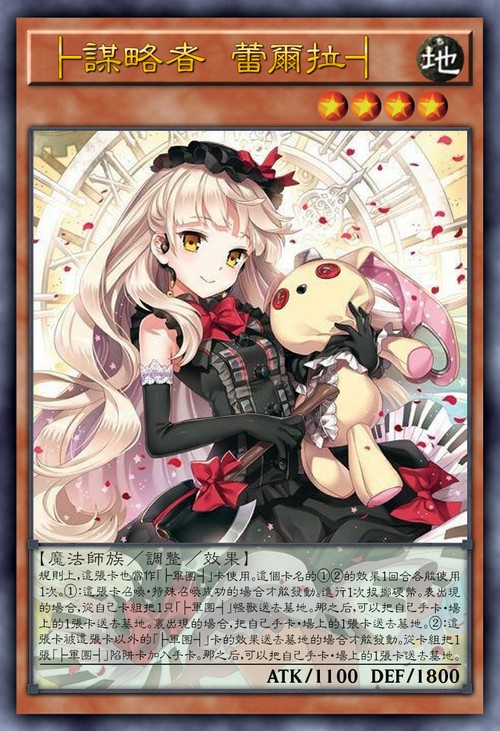 ├謀略者 蕾爾拉┤
地
【魔法師族／調整／效果】
規則上，這張卡也當作「├軍團┤」卡使用。這個卡名的①②的效果1回合各能使用
1次。①：這張卡召喚・特殊召喚成功的場合才能發動。進行1次投擲硬幣。表出現
的場合，從自己卡組把1只「├軍團┤」怪獸送去墓地。那之后，可以把自己手卡・場
上的1張卡送去墓地。裏出現的場合，把自己手卡・場上的1張卡送去墓地。②：這
張卡被這張卡以外的「├軍團┤」卡的效果送去墓地的場合才能發動。從卡組把1
張「├軍團┤」陷阱卡加入手卡。那之后，可以把自己手卡・場上的1張卡送去墓地。
ATK/1100 DEF/1800